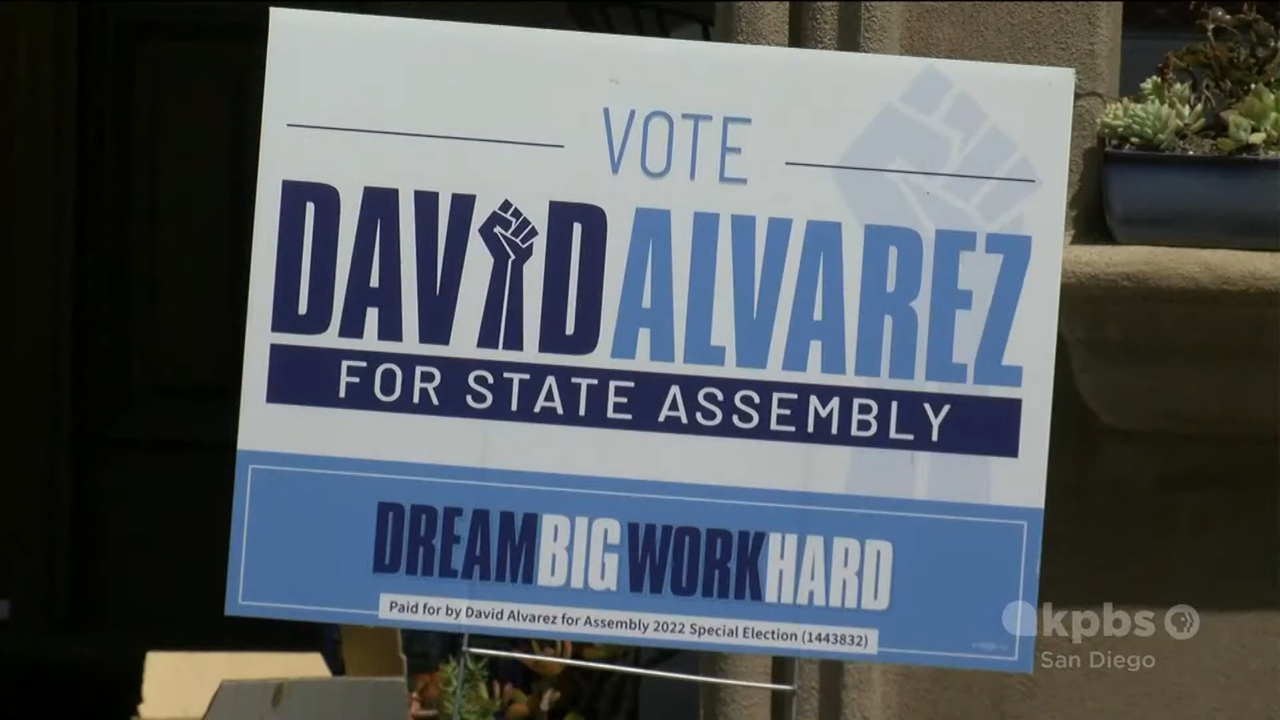 VOTE
DAVID ALVAREZ
FOR STATE ASSEMBLY
DREAM BIG WORK HARD
Paid for by David Alvarez for Assembly 2022 Special Election (1443832)
kpbs
San Diego